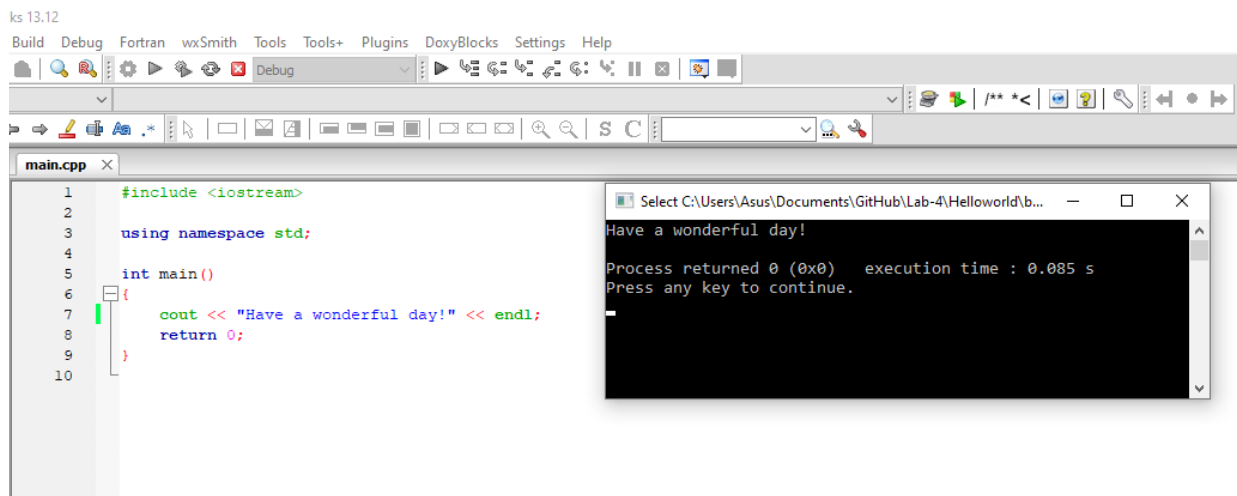 ks 13.12
Build Debug Fortran wxSmith Tools Tools+ Plugins DoxyBlocks Settings Help
Debug
/** *<
Aa .* S C
main.cpp
1 #include <iostream>
2
3 using namespace std;
4
5 int main()
6 {
7 cout << "Have a wonderful day!" << endl;
8 return 0;
9 }
10
Select C:\Users\Asus\Documents\GitHub\Lab-4\Helloworld\b...
Have a wonderful day!
Process returned 0 (0x0) execution time : 0.085 s
Press any key to continue.